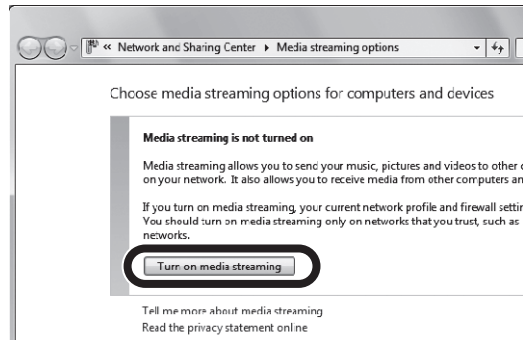 « Network and Sharing Center ▸ Media streaming options
Choose media streaming options for computers and devices
Media streaming is not turned on
Media streaming allows you to send your music, pictures and videos to other
on your network. It also allows you to receive media from other computers an
If you turn on media streaming, your current network profile and firewall settin
You should turn on media streaming only on networks that you trust, such as
networks.
Turn on media streaming
Tell me more about media streaming
Read the privacy statement online